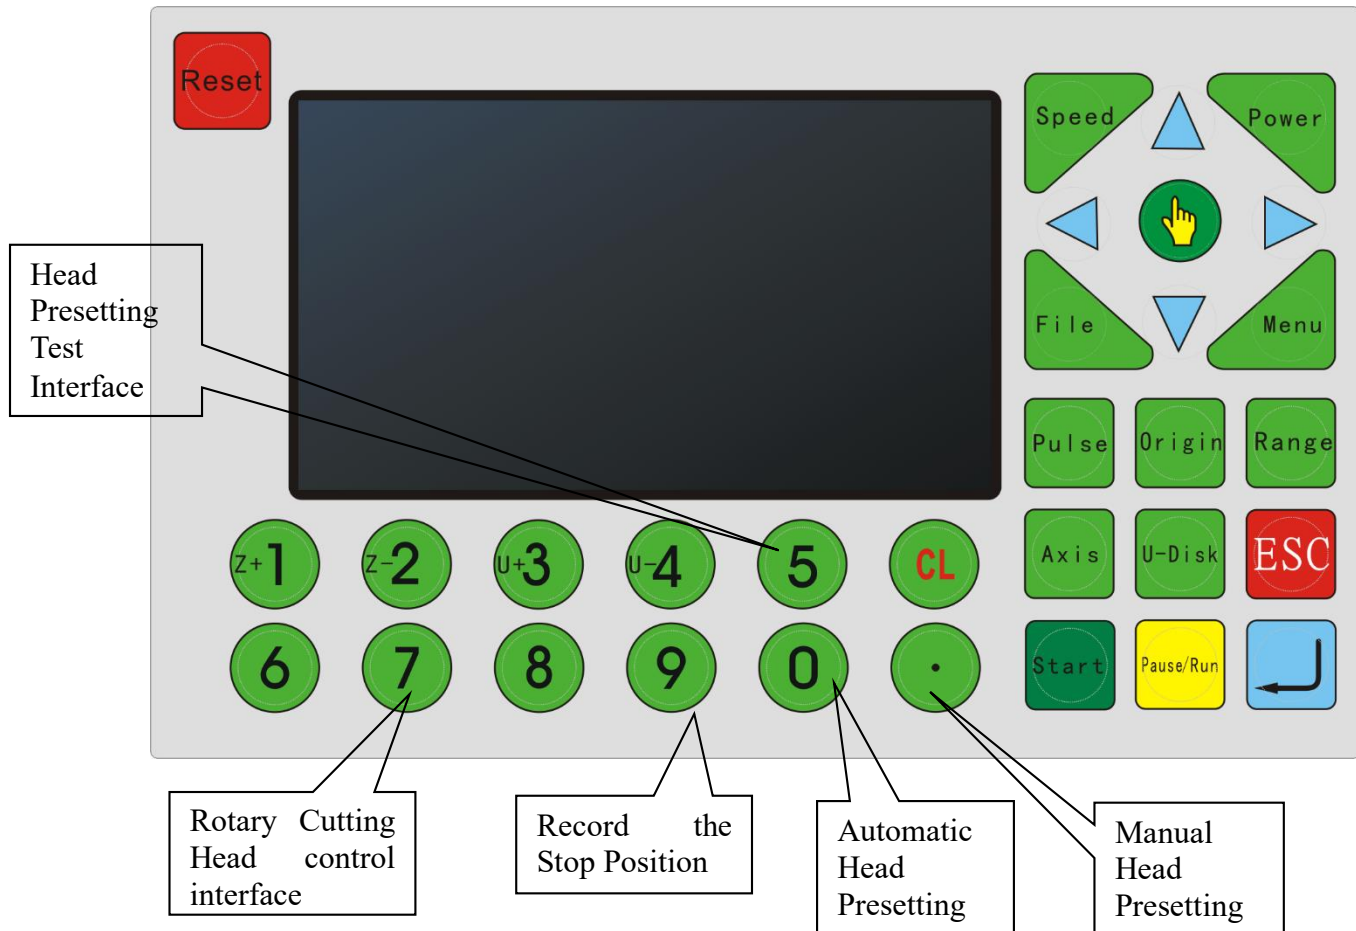 Reset
Speed
Power
Head
Presetting
Test
Interface
File
Menu
Pulse
Origin
Range
Z+1
Z-2
U+3
U-4
5
CL
Axis
U-Disk
ESC
6
7
8
9
0
.
Start
Pause/Run
Rotary Cutting
Head control
interface
Record the
Stop Position
Automatic
Head
Presetting
Manual
Head
Presetting